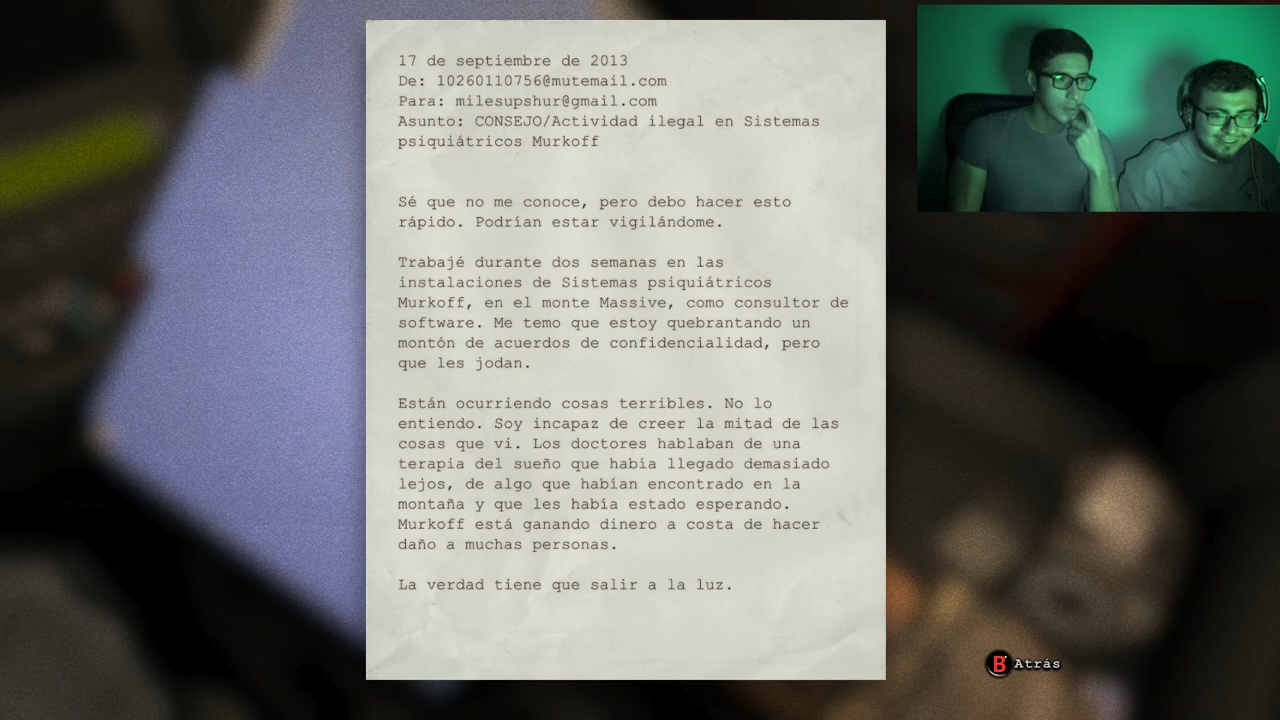 17 de septiembre de 2013
De: 10260110756@mutemail.com
Para: milesupshur@gmail.com
Asunto: CONSEJO/Actividad ilegal en Sistemas
psiquiátricos Murkoff
Sé que no me conoce, pero debo hacer esto
rápido. Podrían estar vigilándome.
Trabajé durante dos semanas en las
instalaciones de Sistemas psiquiátricos
Murkoff, en el monte Massive, como consultor de
software. Me temo que estoy quebrantando un
montón de acuerdos de confidencialidad, pero
que les jodan.
Están ocurriendo cosas terribles. No lo
entiendo. Soy incapaz de creer la mitad de las
cosas que vi. Los doctores hablaban de una
terapia del sueño que había llegado demasiado
lejos, de algo que habían encontrado en la
montaña y que les había estado esperando.
Murkoff está ganando dinero a costa de hacer
daño a muchas personas.
La verdad tiene que salir a la luz.
B Atrás